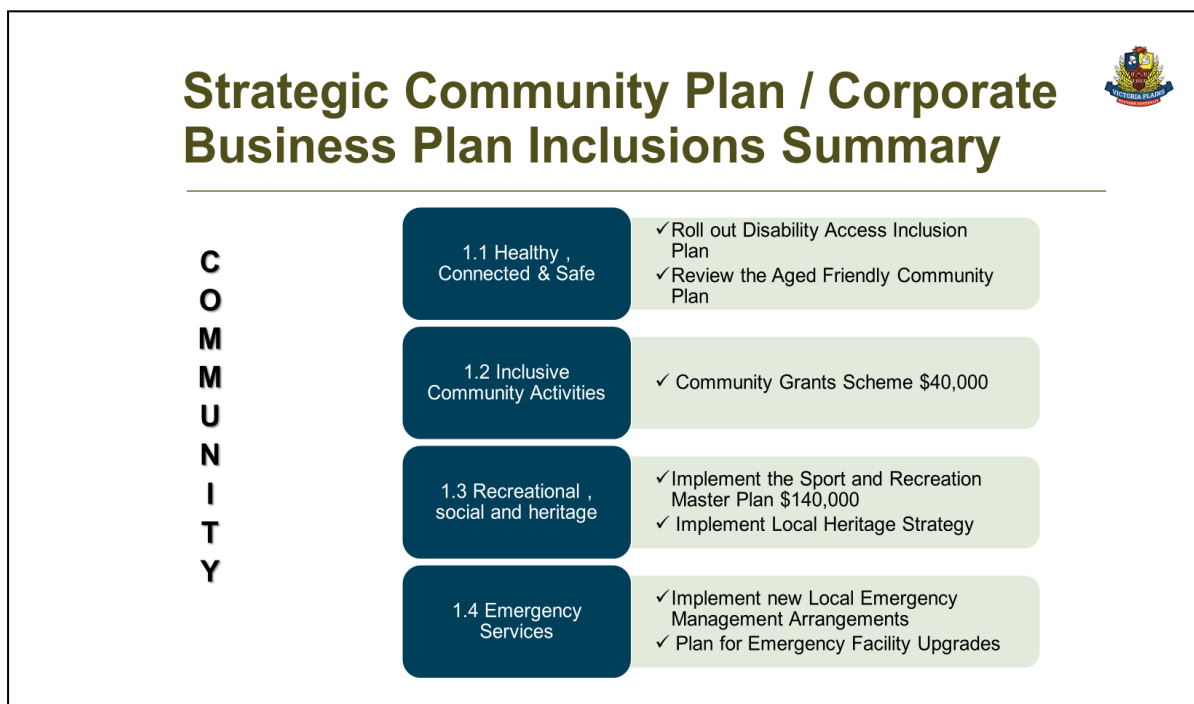 Strategic Community Plan / Corporate
Business Plan Inclusions Summary
VICTORIA PLAINS
WESTERN AUSTRALIA
C
O
M
M
U
N
I
T
Y
1.1 Healthy ,
Connected & Safe
✓Roll out Disability Access Inclusion
Plan
✓Review the Aged Friendly Community
Plan
1.2 Inclusive
Community Activities
✓ Community Grants Scheme $40,000
1.3 Recreational ,
social and heritage
✓Implement the Sport and Recreation
Master Plan $140,000
✓ Implement Local Heritage Strategy
1.4 Emergency
Services
✓Implement new Local Emergency
Management Arrangements
✓ Plan for Emergency Facility Upgrades